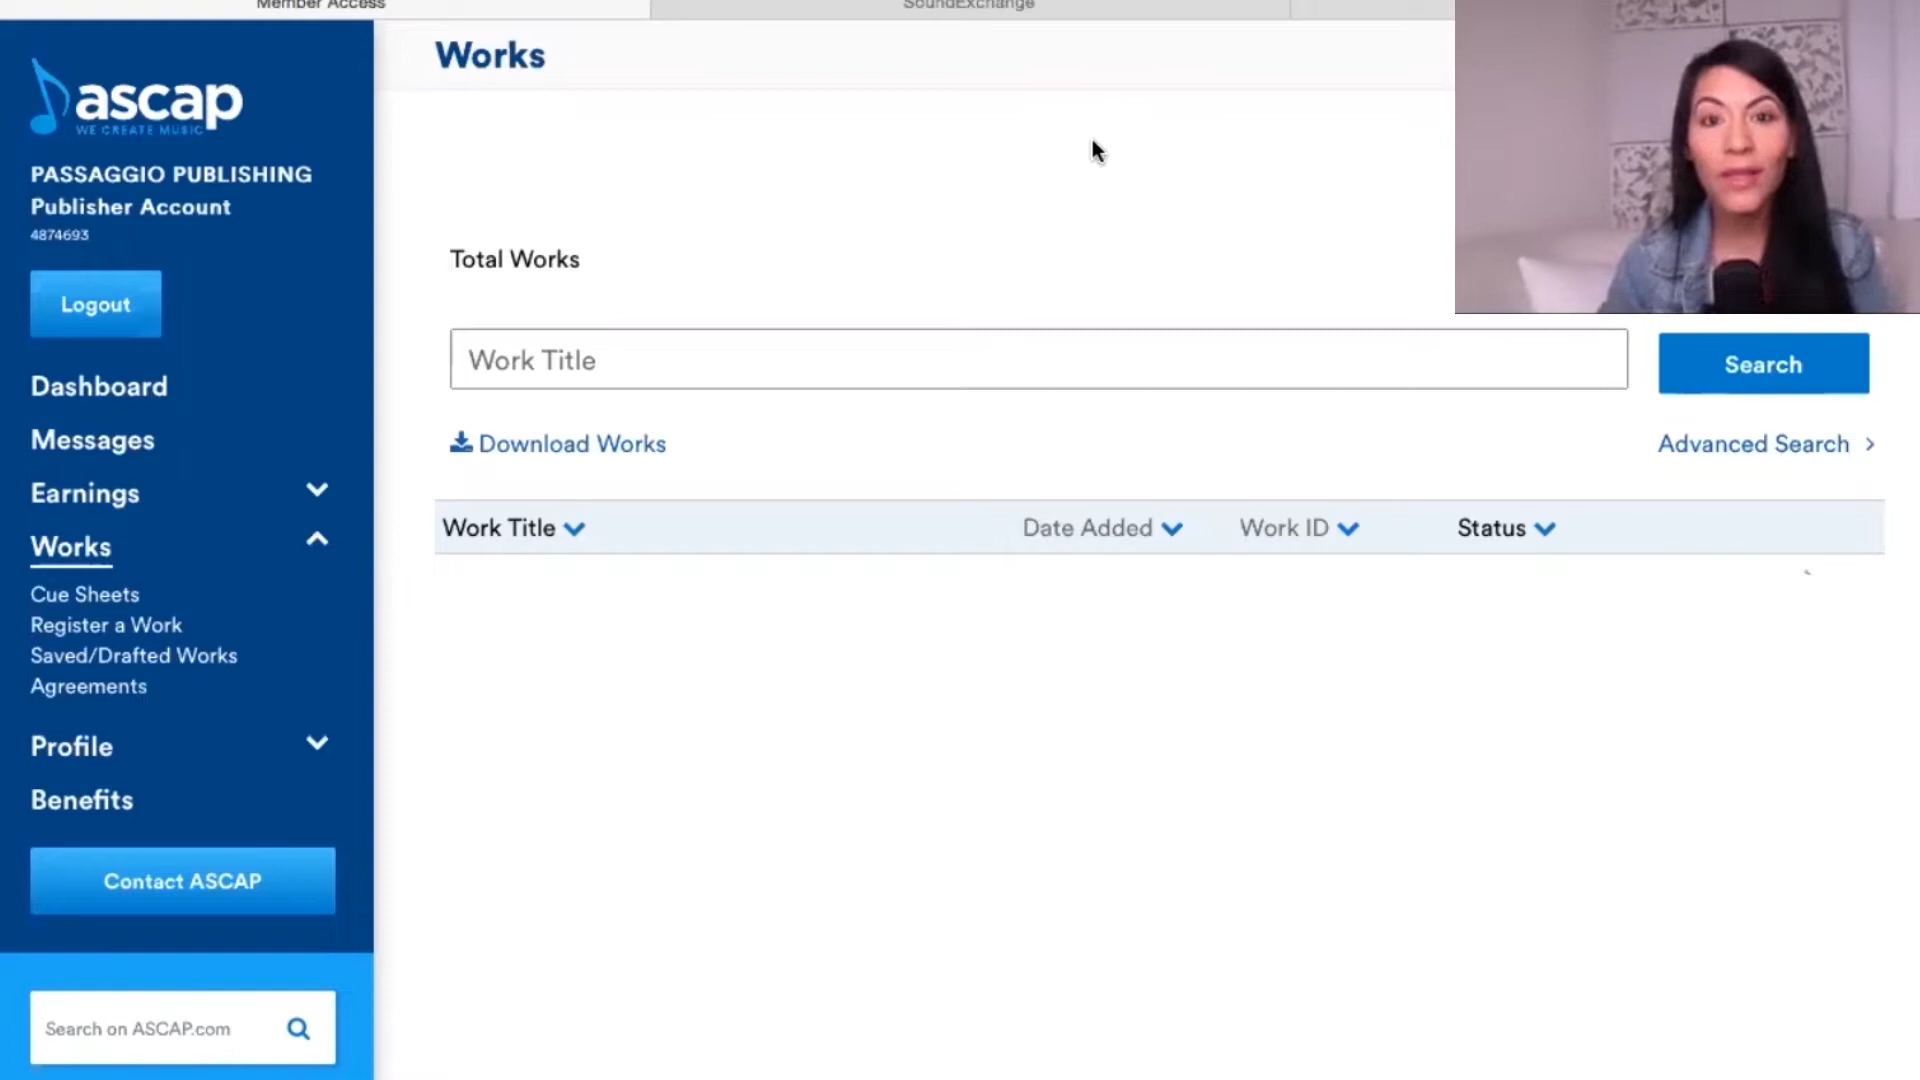 Member Access
SoundExchange
ascap
WE CREATE MUSIC
PASSAGGIO PUBLISHING
Publisher Account
4874693
Logout
Dashboard
Messages
Earnings
Works
Cue Sheets
Register a Work
Saved/Drafted Works
Agreements
Profile
Benefits
Contact ASCAP
Search on ASCAP.com
Works
Total Works
Work Title
Search
Download Works
Advanced Search >
Work Title Date Added Work ID Status